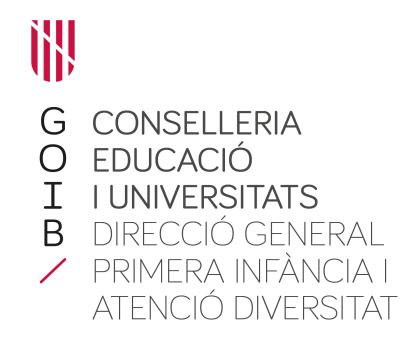 G CONSELLERIA
O EDUCACIÓ
I I UNIVERSITATS
B DIRECCIÓ GENERAL
/ PRIMERA INFÀNCIA I
ATENCIÓ DIVERSITAT